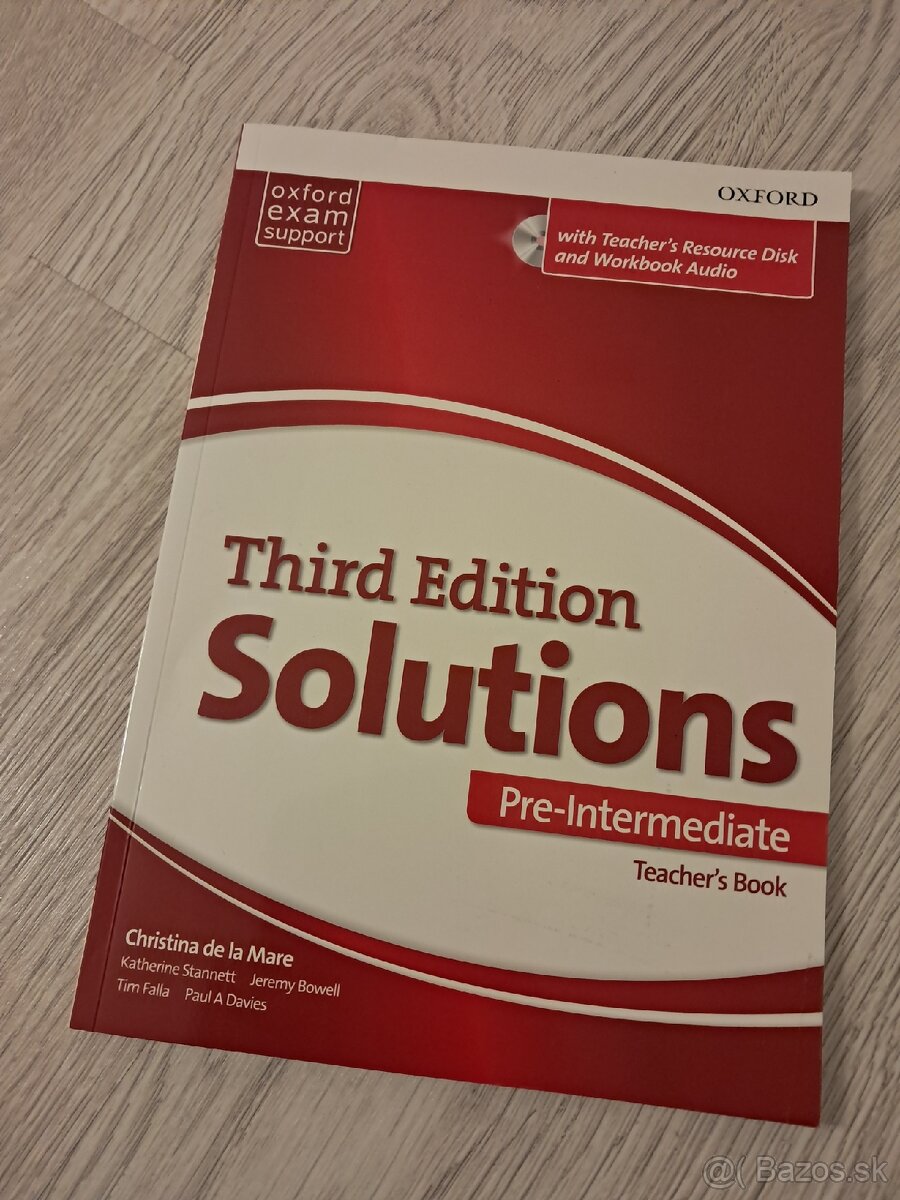 OXFORD
oxford
exam
support
with Teacher's Resource Disk
and Workbook Audio
Third Edition
Solutions
Pre-Intermediate
Teacher's Book
Christina de la Mare
Katherine Stannett Jeremy Bowell
Tim Falla Paul A Davies
@( Bazos.sk